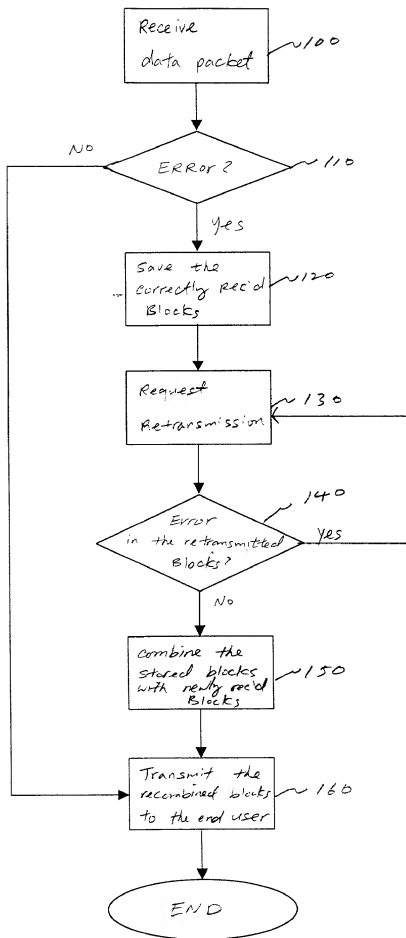 Receive
data packet
100
ERROR?
110
NO
Yes
Save the
correctly Rec'd
Blocks
120
Request
Retransmission
130
140
Error
in the retransmitted
Blocks?
Yes
NO
combine the
stored blocks
with newly rec'd
Blocks
150
Transmit the
recombined blocks
to the end user
160
END